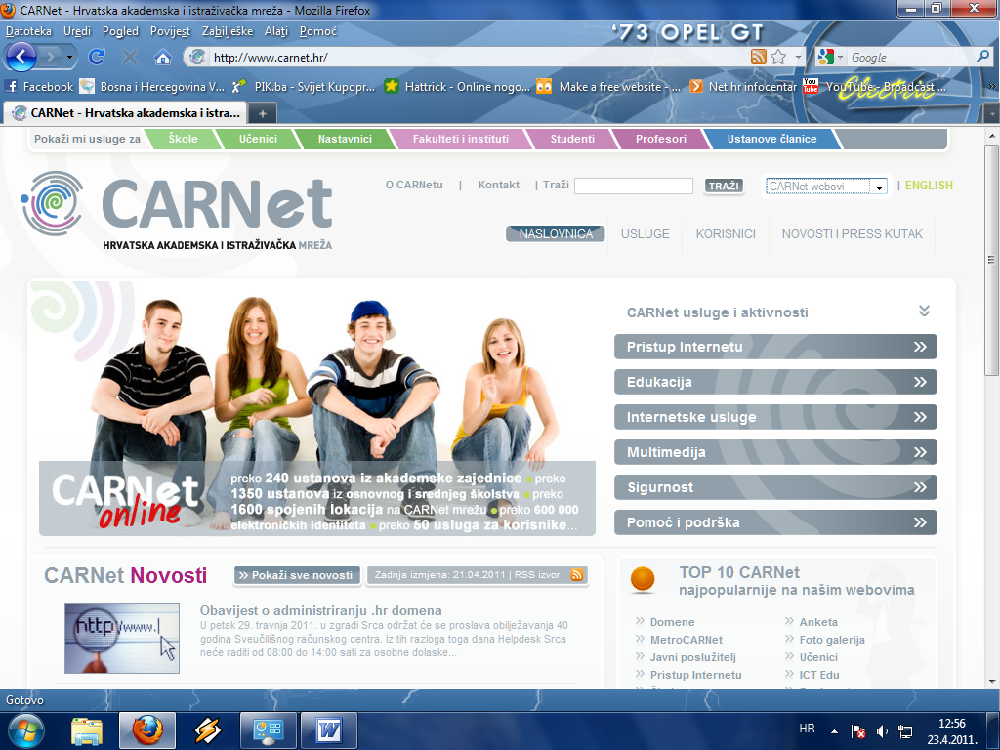 CARNet - Hrvatska akademska i istraživačka mreža - Mozilla Firefox
Datoteka Uredi Pogled Povijest Zabilješke Alati Pomoć
'73 OPEL GT
http://www.carnet.hr/ Google
Facebook Bosna i Hercegovina V... PIK.ba - Svijet Kupopr... Hattrick - Online nogo... Make a free website - ... Net.hr infocentar YouTube - Broadcast ...
Electric
CARNet - Hrvatska akademska i istra...
Pokaži mi usluge za Škole Učenici Nastavnici Fakulteti i instituti Studenti Profesori Ustanove članice
O CARNetu | Kontakt | Traži TRAŽI CARNet webovi | ENGLISH
CARNet
HRVATSKA AKADEMSKA I ISTRAŽIVAČKA MREŽA
NASLOVNICA USLUGE KORISNICI NOVOSTI I PRESS KUTAK
CARNet usluge i aktivnosti
Pristup Internetu
Edukacija
Internetske usluge
Multimedija
Sigurnost
Pomoć i podrška
CARNet online
preko 240 ustanova iz akademske zajednice • preko
1350 ustanova iz osnovnog i srednjeg školstva • preko
1600 spojenih lokacija na CARNet mrežu • preko 600 000
elektroničkih identiteta • preko 50 usluga za korisnike...
CARNet Novosti
» Pokaži sve novosti
Zadnja izmjena: 21.04.2011 | RSS izvor
http://www.
Obavijest o administriranju .hr domena
U petak 29. travnja 2011. u zgradi Srca održat će se proslava obilježavanja 40
godina Sveučilišnog računskog centra. Iz tih razloga toga dana Helpdesk Srca
neće raditi od 08:00 do 14:00 sati za osobne dolaske...
TOP 10 CARNet
najpopularnije na našim webovima
» Domene
» MetroCARNet
» Javni poslužitelj
» Pristup Internetu
» Anketa
» Foto galerija
» Učenici
» ICT Edu
Gotovo
HR
12:56
23.4.2011.